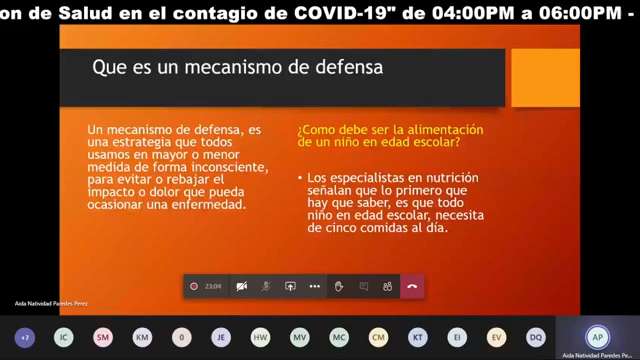 on de Salud en el contagio de COVID-19" de 04:00PM a 06:00PM -
Que es un mecanismo de defensa
Un mecanismo de defensa, es
una estrategia que todos
usamos en mayor o menor
medida de forma inconsciente,
para evitar o rebajar el
impacto o dolor que pueda
ocasionar una enfermedad.
¿Como debe ser la alimentación
de un niño en edad escolar?
• Los especialistas en nutrición
señalan que lo primero que
hay que saber, es que todo
niño en edad escolar, necesita
de cinco comidas al día.
23:04
Aida Natividad Paredes Perez
+7 IC SM KM 0 JE HW MV MC CM KT EI EV DQ AP
Aida Natividad Paredes Pe...